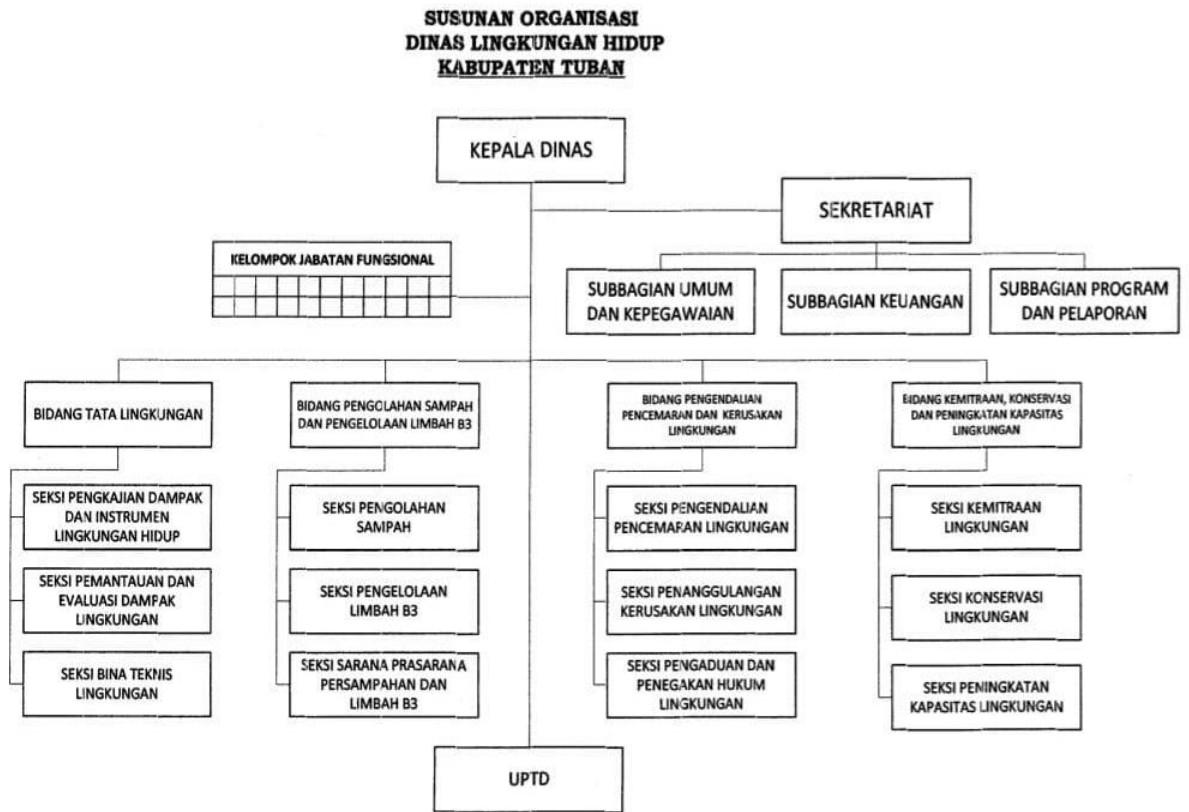 SUSUNAN ORGANISASI
DINAS LINGKUNGAN HIDUP
KABUPATEN TUBAN
KEPALA DINAS
SEKRETARIAT
KELOMPOK JABATAN FUNGSIONAL
SUBBAGIAN UMUM
DAN KEPEGAWAIAN
SUBBAGIAN KEUANGAN
SUBBAGIAN PROGRAM
DAN PELAPORAN
BIDANG TATA LINGKUNGAN
BIDANG PENGOLAHAN SAMPAH
DAN PENGELOLAAN LIMBAH B3
BIDANG PENGENDALIAN
PENCEMARAN DAN KERUSAKAN
LINGKUNGAN
BIDANG KEMITRAAN, KONSERVASI
DAN PENINGKATAN KAPASITAS
LINGKUNGAN
SEKSI PENGKAJIAN DAMPAK
DAN INSTRUMEN
LINGKUNGAN HIDUP
SEKSI PENGOLAHAN
SAMPAH
SEKSI PENGENDALIAN
PENCEMARAN LINGKUNGAN
SEKSI KEMITRAAN
LINGKUNGAN
SEKSI PEMANTAUAN DAN
EVALUASI DAMPAK
LINGKUNGAN
SEKSI PENGELOLAAN
LIMBAH B3
SEKSI PENANGGULANGAN
KERUSAKAN LINGKUNGAN
SEKSI KONSERVASI
LINGKUNGAN
SEKSI BINA TEKNIS
LINGKUNGAN
SEKSI SARANA PRASARANA
PERSAMPAHAN DAN
LIMBAH B3
SEKSI PENGADUAN DAN
PENEGAKAN HUKUM
LINGKUNGAN
SEKSI PENINGKATAN
KAPASITAS LINGKUNGAN
UPTD